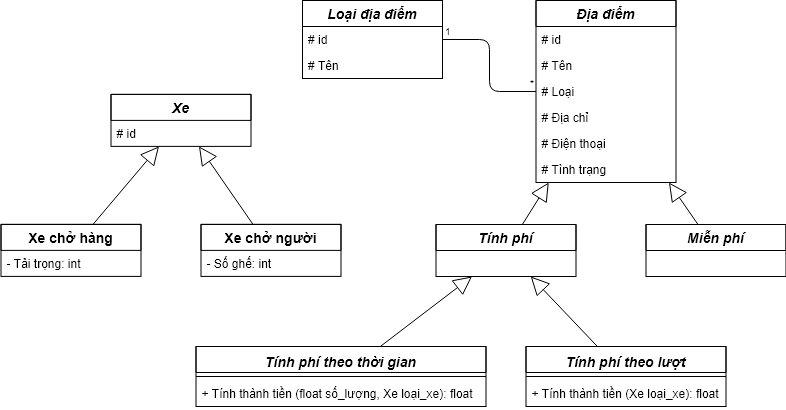 Loại địa điểm
# id
# Tên
1
*
Địa điểm
# id
# Tên
# Loại
# Địa chỉ
# Điện thoại
# Tình trạng
Xe
# id
Xe chở hàng
- Tải trọng: int
Xe chở người
- Số ghế: int
Tính phí
Miễn phí
Tính phí theo thời gian
+ Tính thành tiền (float số_lượng, Xe loại_xe): float
Tính phí theo lượt
+ Tính thành tiền (Xe loại_xe): float